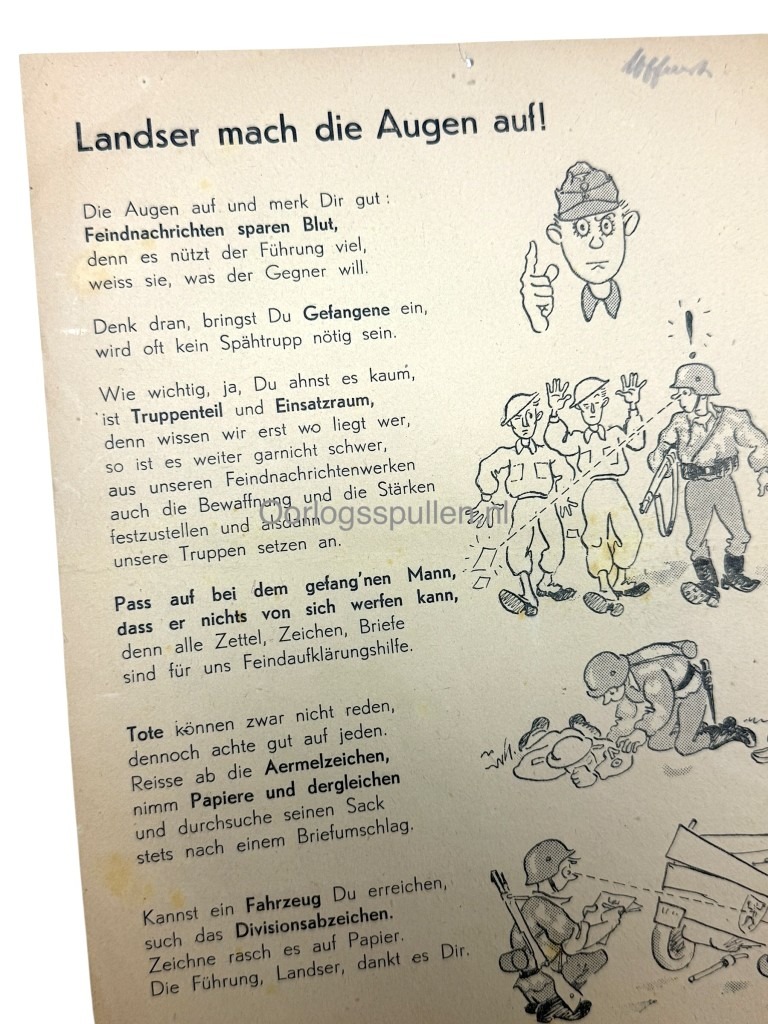 Landser mach die Augen auf!
Die Augen auf und merk Dir gut:
Feindnachrichten sparen Blut,
denn es nützt der Führung viel,
weiss sie, was der Gegner will.
Denk dran, bringst Du Gefangene ein,
wird oft kein Spähtrupp nötig sein.
Wie wichtig, ja, Du ahnst es kaum,
ist Truppenteil und Einsatzraum,
denn wissen wir erst wo liegt wer,
so ist es weiter garnicht schwer,
aus unseren Feindnachrichtenwerken
auch die Bewaffnung und die Stärken
festzustellen und alsdann
unsere Truppen setzen an.
Oorlogsspullen.nl
Pass auf bei dem gefang'nen Mann,
dass er nichts von sich werfen kann,
denn alle Zettel, Zeichen, Briefe
sind für uns Feindaufklärungshilfe.
Tote können zwar nicht reden,
dennoch achte gut auf jeden.
Reisse ab die Aermelzeichen,
nimm Papiere und dergleichen
und durchsuche seinen Sack
stets nach einem Briefumschlag.
Kannst ein Fahrzeug Du erreichen,
such das Divisionsabzeichen.
Zeichne rasch es auf Papier.
Die Führung, Landser, dankt es Dir.